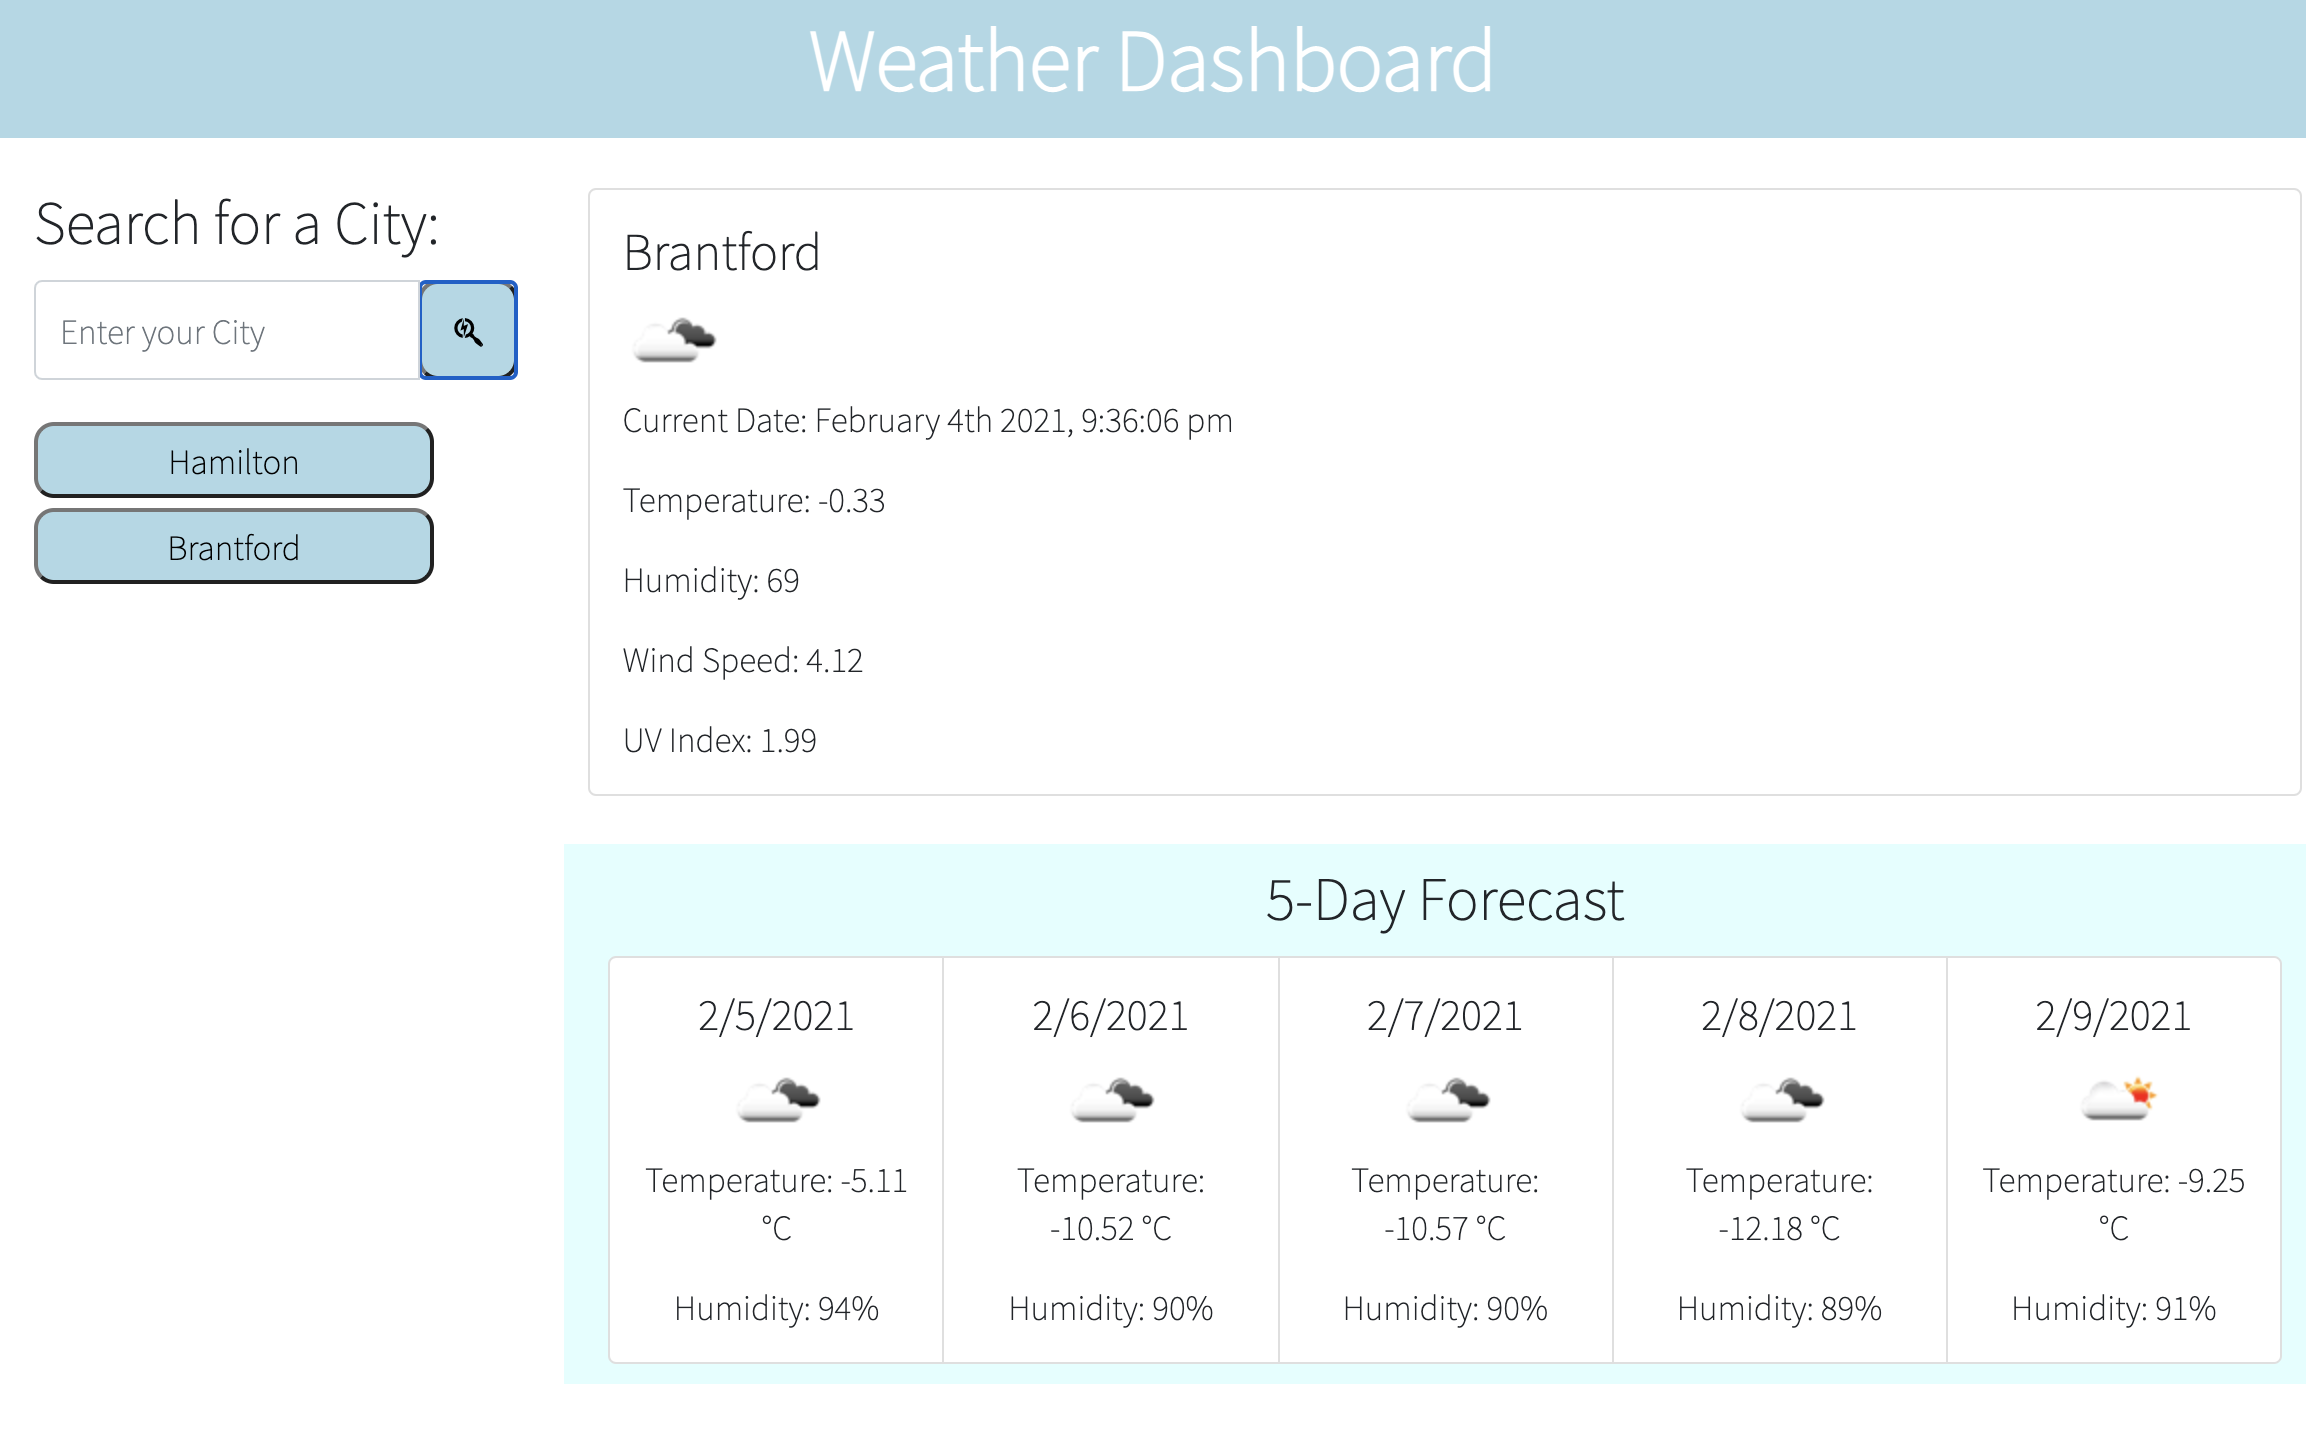 Weather Dashboard
Search for a City:
Enter your City
Hamilton
Brantford
Brantford
Current Date: February 4th 2021, 9:36:06 pm
Temperature: -0.33
Humidity: 69
Wind Speed: 4.12
UV Index: 1.99
5-Day Forecast
2/5/2021
Temperature: -5.11
°C
Humidity: 94%
2/6/2021
Temperature:
-10.52 °C
Humidity: 90%
2/7/2021
Temperature:
-10.57 °C
Humidity: 90%
2/8/2021
Temperature:
-12.18 °C
Humidity: 89%
2/9/2021
Temperature: -9.25
°C
Humidity: 91%